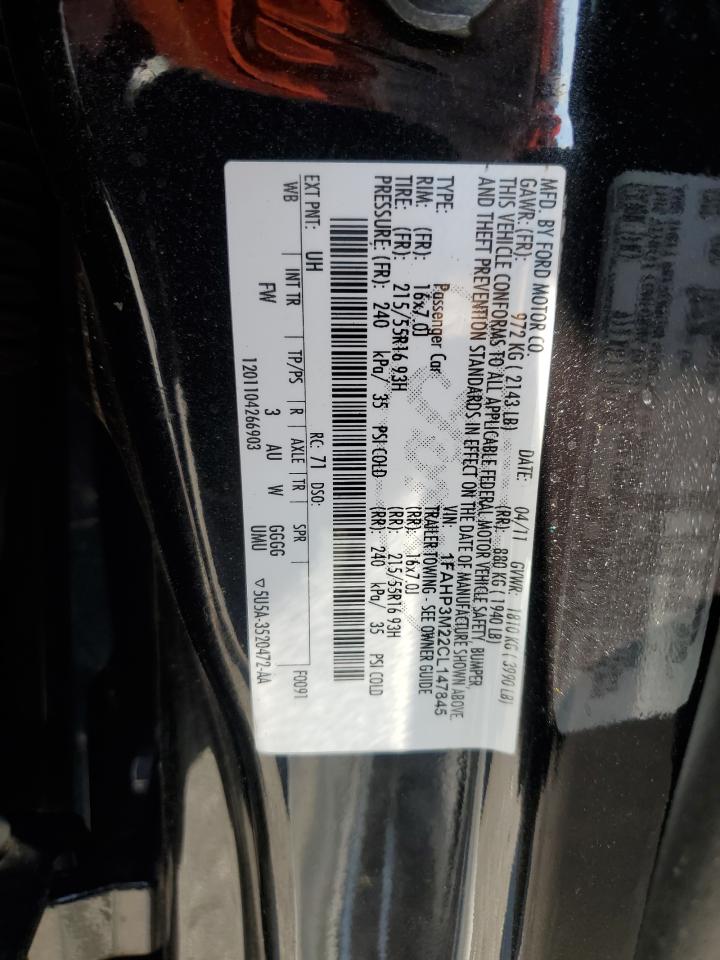 MFD. BY FORD MOTOR CO.
DATE: 04/11 GVWR: 1810 KG ( 3990 LB)
GAWR: (FR): 972 KG ( 2143 LB) (RR): 880 KG ( 1940 LB)
THIS VEHICLE CONFORMS TO ALL APPLICABLE FEDERAL MOTOR VEHICLE SAFETY, BUMPER,
AND THEFT PREVENTION STANDARDS IN EFFECT ON THE DATE OF MANUFACTURE SHOWN ABOVE.
VIN: 1FAHP3M22CL147845
TYPE: Passenger Car TRAILER TOWING - SEE OWNER GUIDE
RIM: (FR): 16x7.0J (RR): 16x7.0J
TIRE: (FR): 215/55R16 93H (RR): 215/55R16 93H
PRESSURE: (FR): 240 kPa/ 35 PSI COLD (RR): 240 kPa/ 35 PSI COLD
EXT PNT: UH RC: 71 DSO: F0091
WB INT TR TP/PS R AXLE TR SPR
FW 3 AU W GGGG
1201104266903 UMU ▽5U5A-3520472-AA